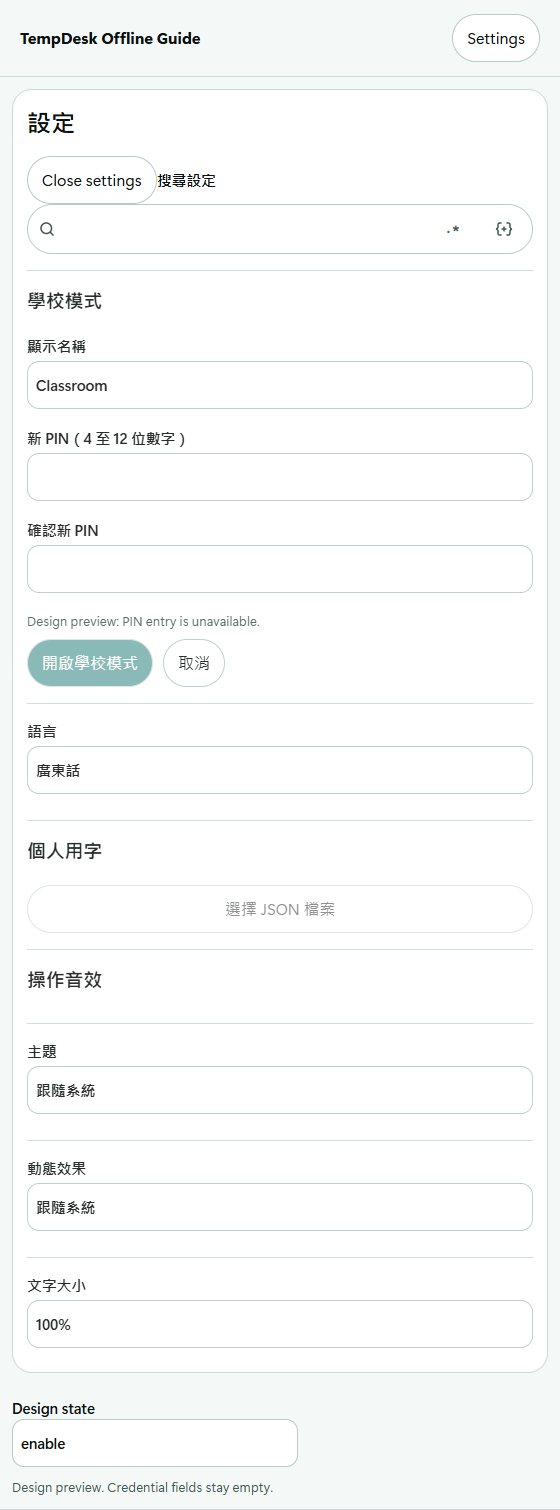 TempDesk Offline Guide
Settings
設定
Close settings
搜尋設定
.*
{+}
學校模式
顯示名稱
Classroom
新 PIN（4 至 12 位數字）
確認新 PIN
Design preview: PIN entry is unavailable.
開啟學校模式
取消
語言
廣東話
個人用字
選擇 JSON 檔案
操作音效
主題
跟隨系統
動態效果
跟隨系統
文字大小
100%
Design state
enable
Design preview. Credential fields stay empty.